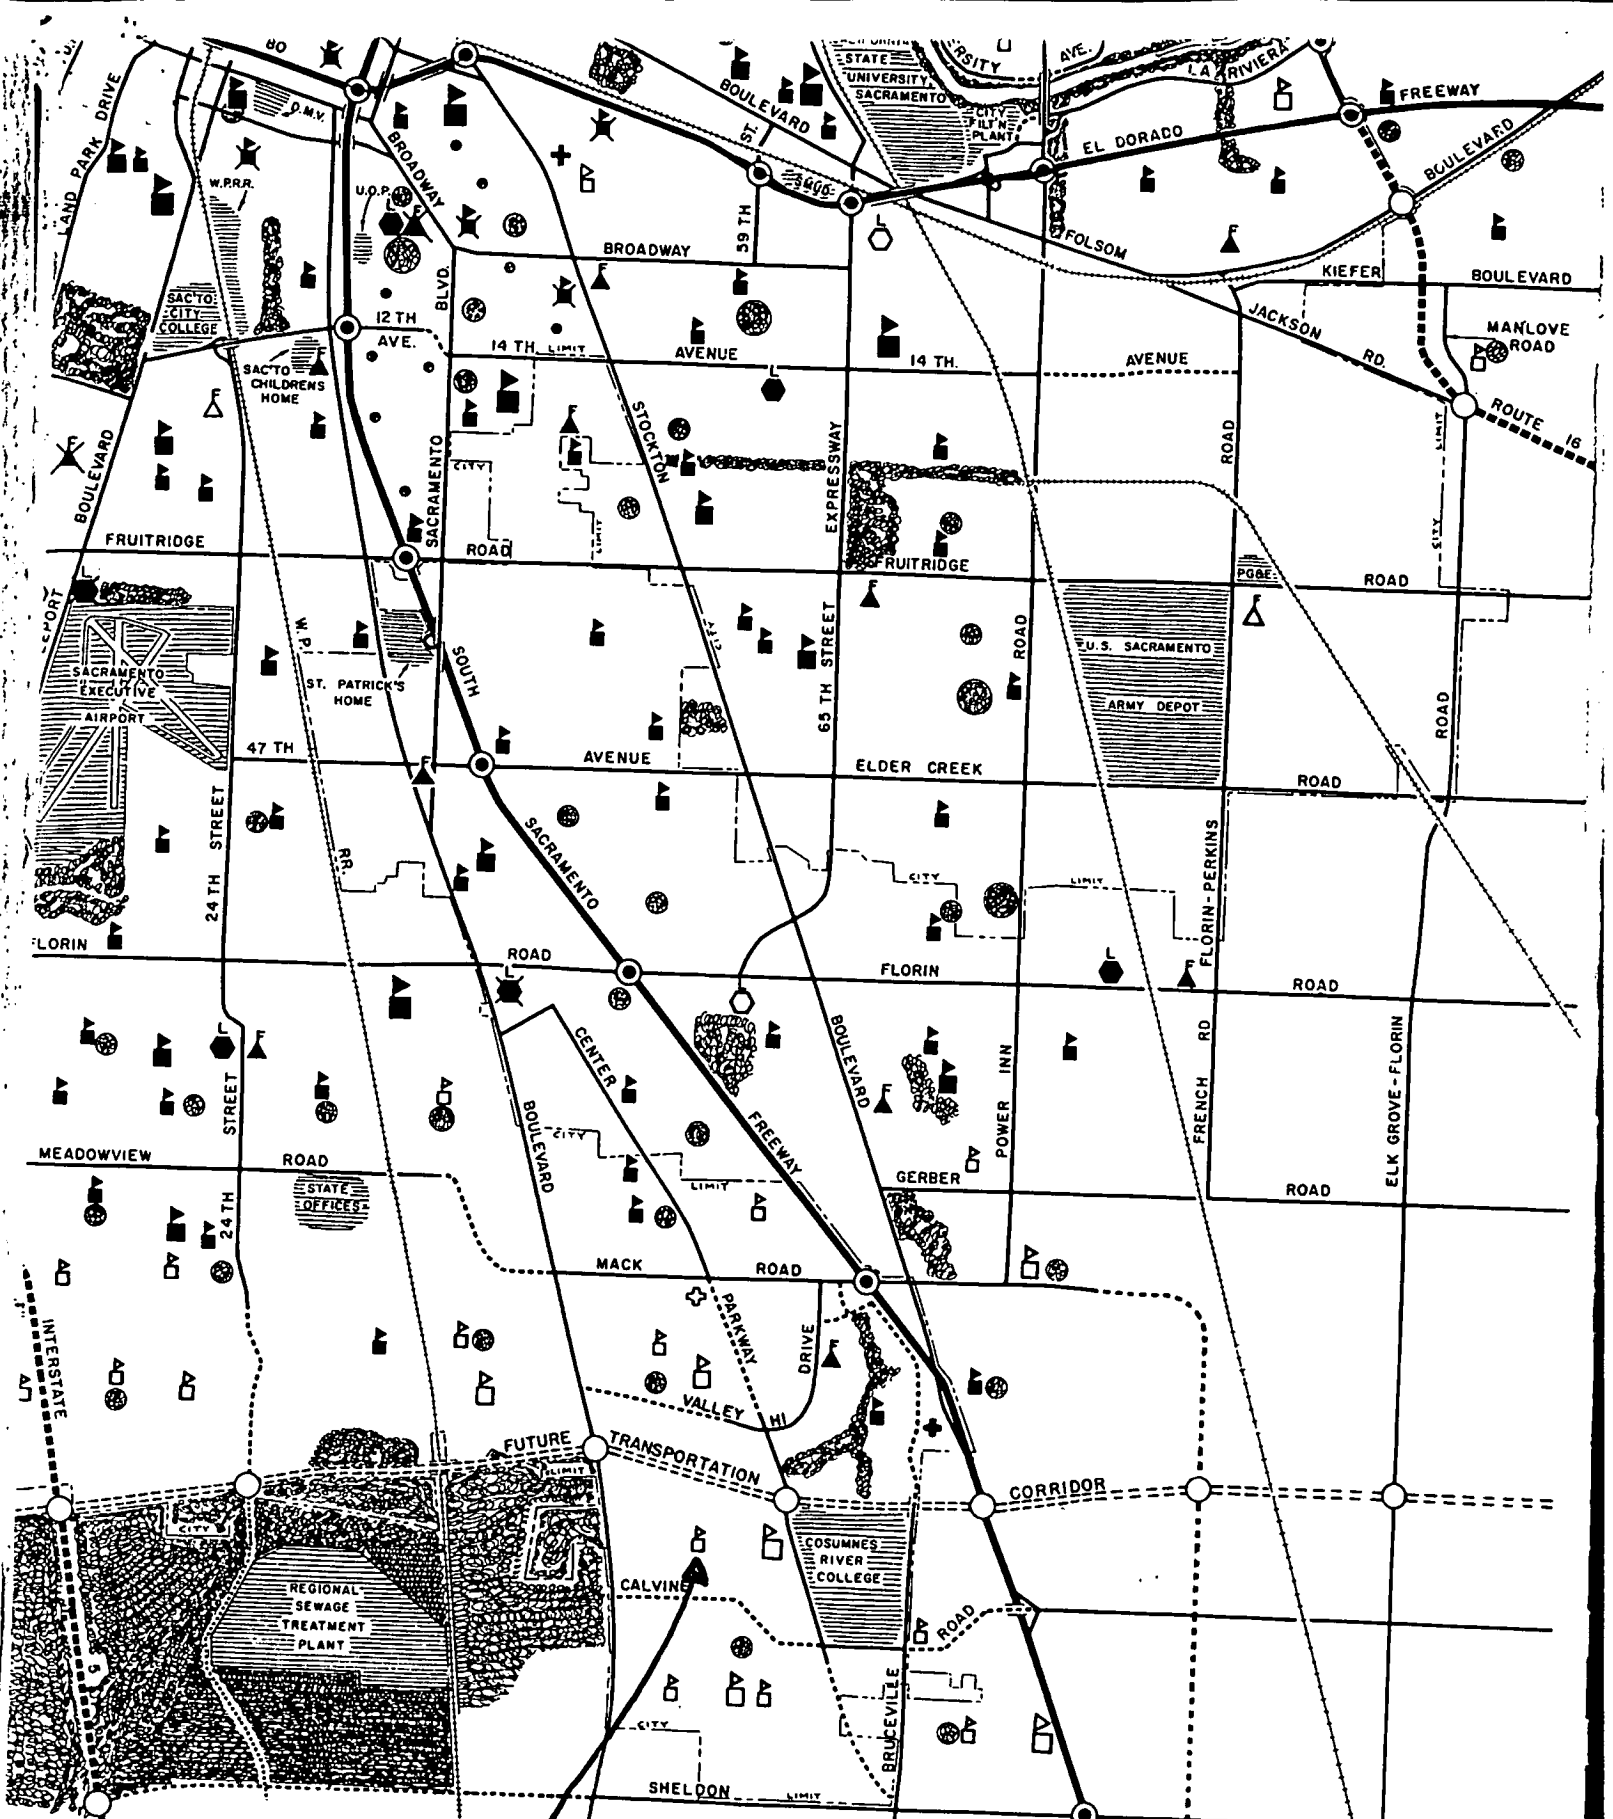 80
AVE.
LA RIVIERA
STATE
UNIVERSITY
SACRAMENTO
FREEWAY
LAND PARK DRIVE
D.M.V.
BOULEVARD
CITY
FILT'N
PLANT
EL DORADO
BOULEVARD
BROADWAY
ST.
W.P.R.R.
U.O.P.
SMUD
L
F
L
59 TH
BROADWAY
FOLSOM
F
F
KIEFER
BOULEVARD
SAC'TO
CITY
COLLEGE
BLVD.
12 TH
AVE.
JACKSON
RD.
MANLOVE
ROAD
14 TH.
LIMIT
AVENUE
14 TH.
AVENUE
SAC'TO
CHILDRENS
HOME
F
F
L
F
STOCKTON
ROUTE 16
LIMIT
F
BOULEVARD
SACRAMENTO
CITY
LIMIT
EXPRESSWAY
ROAD
CITY
FRUITRIDGE
ROAD
FRUITRIDGE
ROAD
PG&E
L
F
F
W.P.
CITY
65 TH STREET
ROAD
U.S. SACRAMENTO
ARMY DEPOT
SACRAMENTO
EXECUTIVE
AIRPORT
ST. PATRICK'S
HOME
SOUTH
ROAD
47 TH
AVENUE
ELDER CREEK
ROAD
F
24 TH STREET
RR.
SACRAMENTO
CITY
LIMIT
FLORIN-PERKINS
FLORIN
ROAD
FLORIN
ROAD
L
L
F
L
F
CENTER
BOULEVARD
F
POWER INN
FRENCH RD
ELK GROVE-FLORIN
STREET
BOULEVARD
CITY
LIMIT
FREEWAY
MEADOWVIEW
ROAD
GERBER
ROAD
STATE
OFFICES
24 TH
MACK
ROAD
INTERSTATE
PARKWAY
DRIVE
F
VALLEY HI
FUTURE
TRANSPORTATION
CORRIDOR
LIMIT
CITY
COSUMNES
RIVER
COLLEGE
REGIONAL
SEWAGE
TREATMENT
PLANT
CALVINE
ROAD
5
BRUCEVILLE
CITY
SHELDON
LIMIT